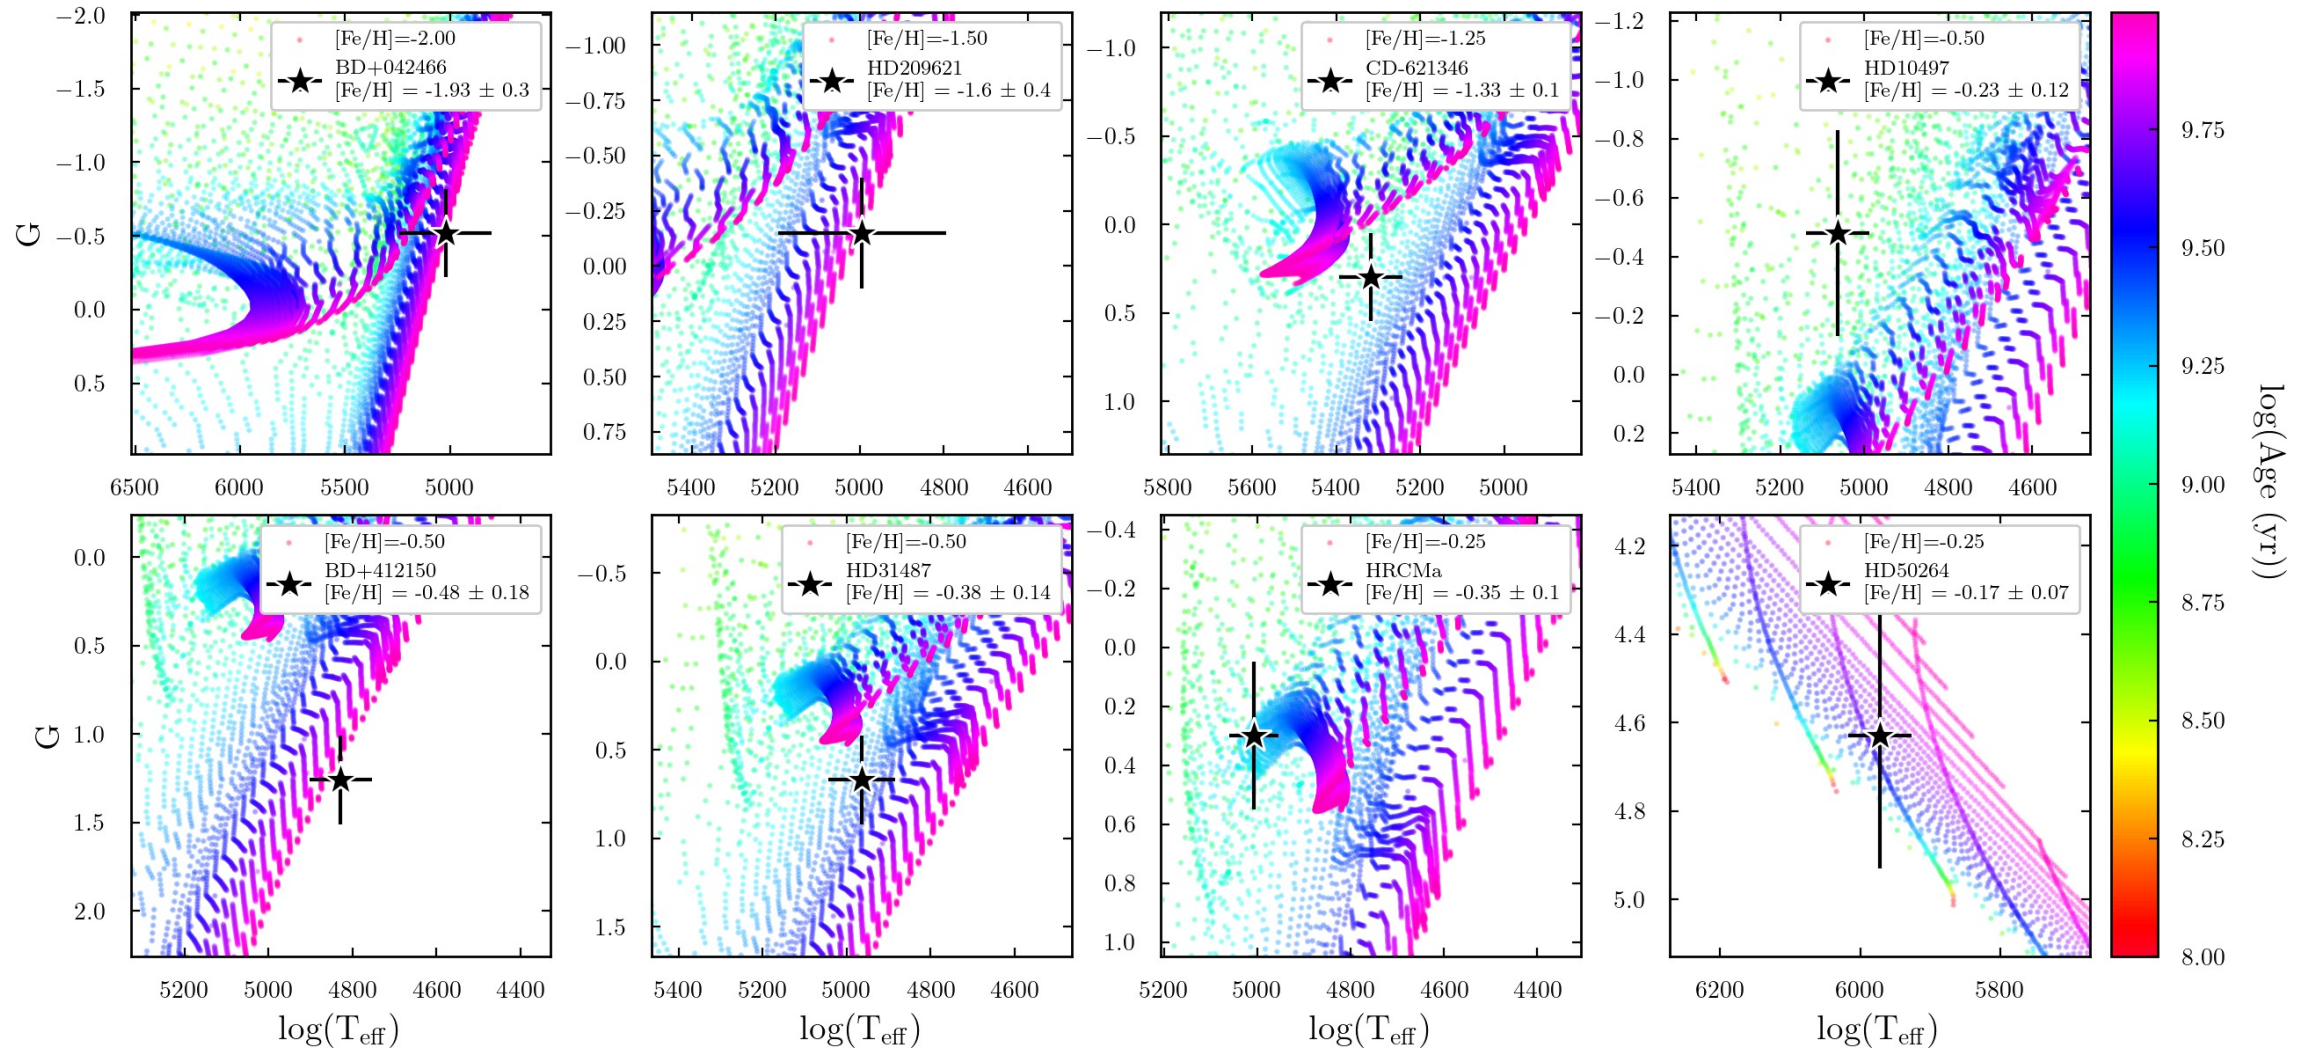 [Fe/H]=-2.00
BD+042466
[Fe/H] = -1.93 ± 0.3
−2.0
−1.5
−1.0
−0.5
0.0
0.5
G
6500 6000 5500 5000
[Fe/H]=-1.50
HD209621
[Fe/H] = -1.6 ± 0.4
−1.00
−0.75
−0.50
−0.25
0.00
0.25
0.50
0.75
5400 5200 5000 4800 4600
[Fe/H]=-1.25
CD-621346
[Fe/H] = -1.33 ± 0.1
−1.0
−0.5
0.0
0.5
1.0
5800 5600 5400 5200 5000
[Fe/H]=-0.50
HD10497
[Fe/H] = -0.23 ± 0.12
−1.2
−1.0
−0.8
−0.6
−0.4
−0.2
0.0
0.2
5400 5200 5000 4800 4600
[Fe/H]=-0.50
BD+412150
[Fe/H] = -0.48 ± 0.18
0.0
0.5
1.0
1.5
2.0
G
5200 5000 4800 4600 4400
log(Teff)
[Fe/H]=-0.50
HD31487
[Fe/H] = -0.38 ± 0.14
−0.5
0.0
0.5
1.0
1.5
5400 5200 5000 4800 4600
log(Teff)
[Fe/H]=-0.25
HRCMa
[Fe/H] = -0.35 ± 0.1
−0.4
−0.2
0.0
0.2
0.4
0.6
0.8
1.0
5200 5000 4800 4600 4400
log(Teff)
[Fe/H]=-0.25
HD50264
[Fe/H] = -0.17 ± 0.07
4.2
4.4
4.6
4.8
5.0
6200 6000 5800
log(Teff)
9.75
9.50
9.25
9.00
8.75
8.50
8.25
8.00
log(Age (yr))